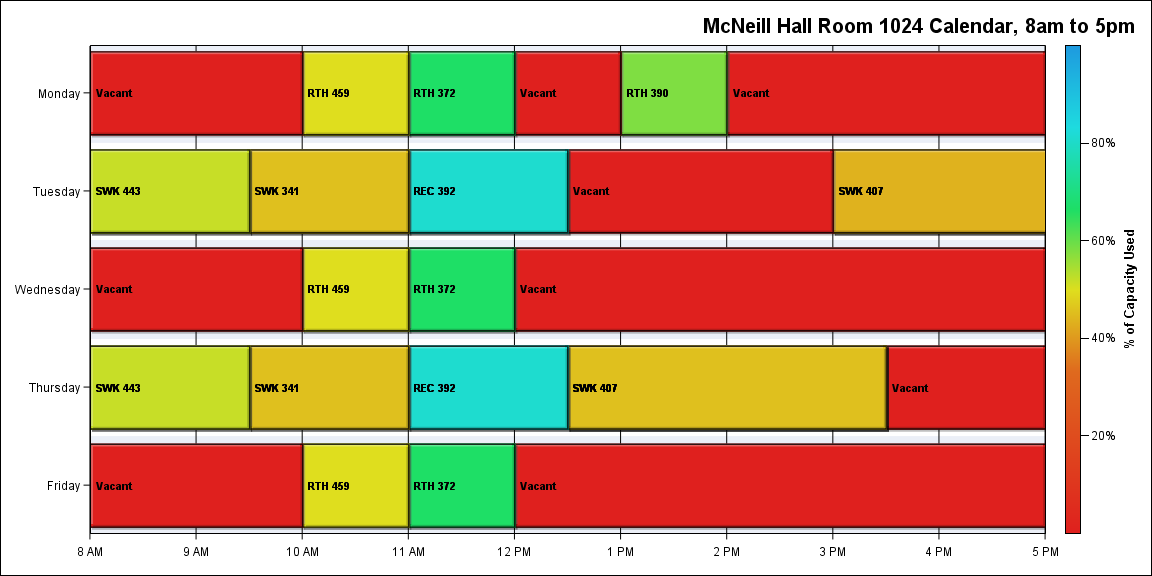 McNeill Hall Room 1024 Calendar, 8am to 5pm
Monday
Vacant
RTH 459
RTH 372
Vacant
RTH 390
Vacant
Tuesday
SWK 443
SWK 341
REC 392
Vacant
SWK 407
Wednesday
Vacant
RTH 459
RTH 372
Vacant
Thursday
SWK 443
SWK 341
REC 392
SWK 407
Vacant
Friday
Vacant
RTH 459
RTH 372
Vacant
8 AM
9 AM
10 AM
11 AM
12 PM
1 PM
2 PM
3 PM
4 PM
5 PM
80%
60%
40%
20%
% of Capacity Used